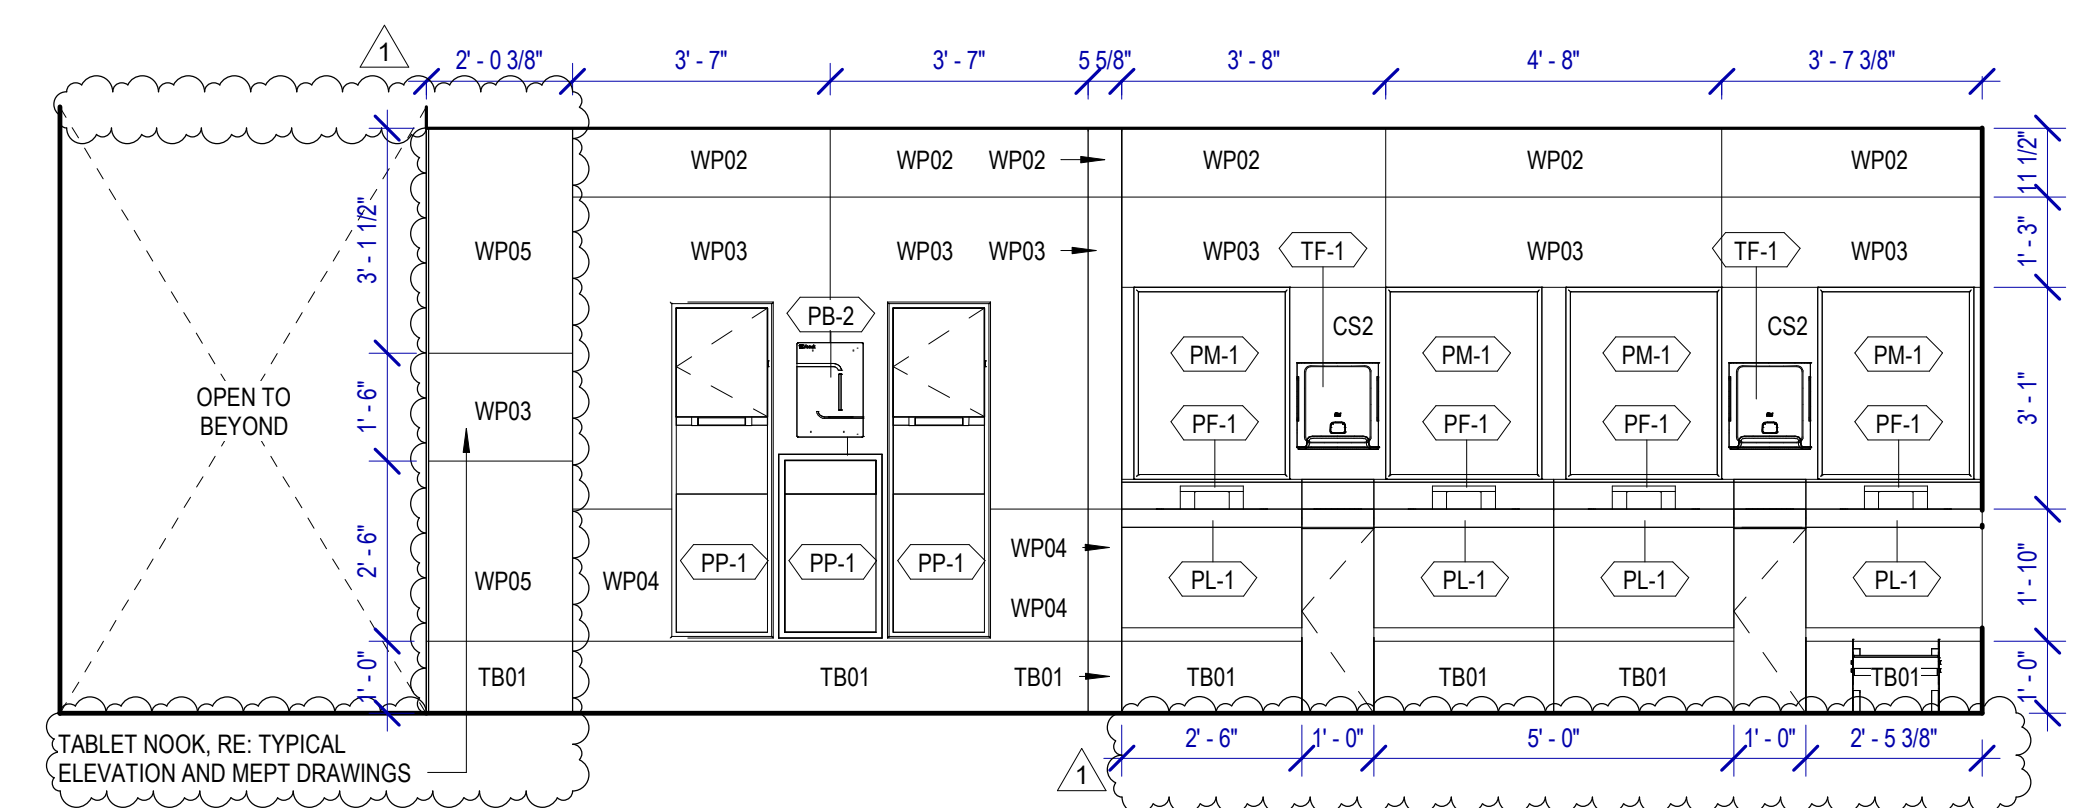 1
2' - 0 3/8" 3' - 7" 3' - 7" 5 5/8" 3' - 8" 4' - 8" 3' - 7 3/8"
WP02 WP02 WP02 WP02 WP02 WP02
11 1/2"
3' - 1 1/2"
WP05 WP03 WP03 WP03 WP03 TF-1 WP03 TF-1 WP03
1' - 3"
PB-2
CS2 CS2
PM-1 PM-1 PM-1 PM-1
OPEN TO
BEYOND
1' - 6"
WP03
PF-1 PF-1 PF-1 PF-1
3' - 1"
2' - 6"
WP04
WP05 WP04 PP-1 PP-1 PP-1
PL-1 PL-1 PL-1 PL-1
1' - 10"
WP04
1' - 0"
TB01 TB01 TB01 TB01 TB01 TB01 TB01
1' - 0"
TABLET NOOK, RE: TYPICAL
ELEVATION AND MEPT DRAWINGS
2' - 6" 1' - 0" 5' - 0" 1' - 0" 2' - 5 3/8"
1